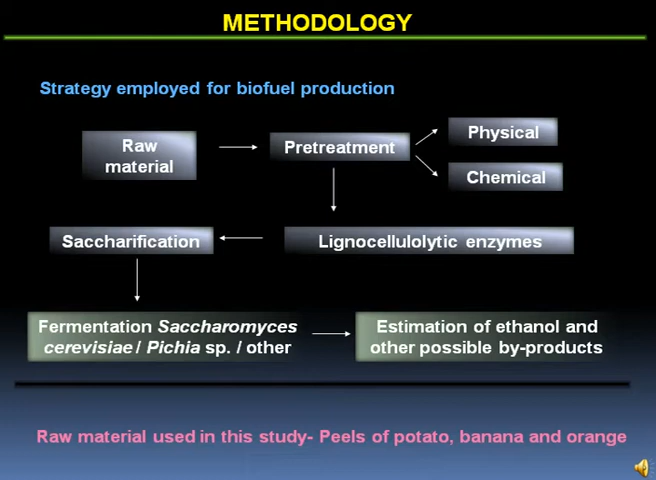 METHODOLOGY
Strategy employed for biofuel production
Raw
material
Pretreatment
Physical
Chemical
Saccharification
Lignocellulolytic enzymes
Fermentation Saccharomyces
cerevisiae / Pichia sp. / other
Estimation of ethanol and
other possible by-products
Raw material used in this study- Peels of potato, banana and orange